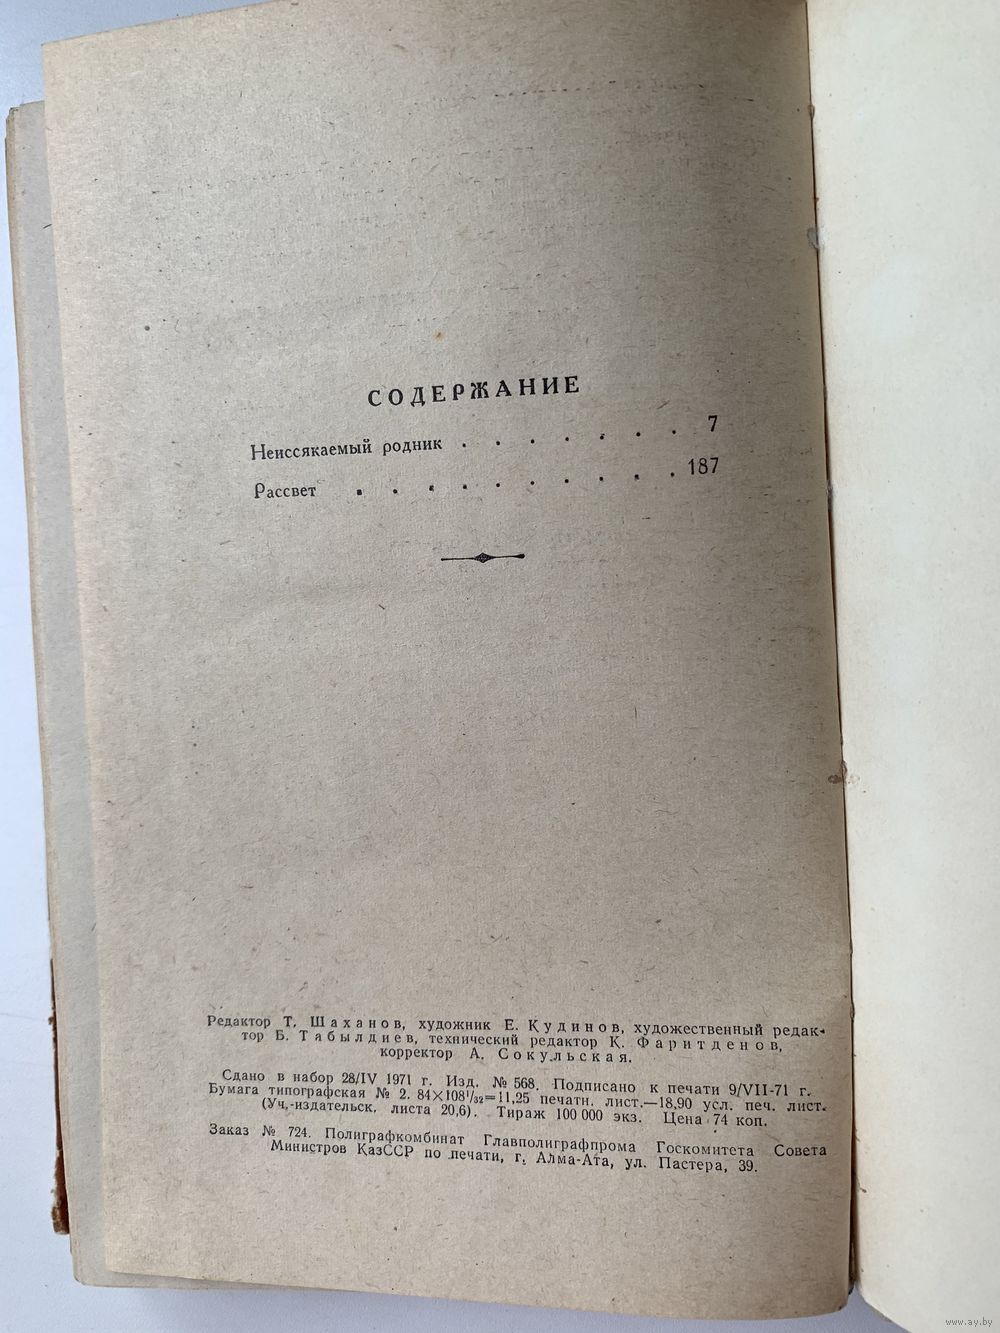 СОДЕРЖАНИЕ
Неиссякаемый родник . . . . . . . 7
Рассвет . . . . . . . . . . 187
Редактор Т. Шаханов, художник Е. Кудинов, художественный редак-
тор Б. Табылдиев, технический редактор К. Фаритденов,
корректор А. Сокульская.
Сдано в набор 28/IV 1971 г. Изд. № 568. Подписано к печати 9/VII-71 г.
Бумага типографская № 2. 84×108¹/₃₂=11,25 печатн. лист.—18,90 усл. печ. лист.
(Уч.-издательск. листа 20,6). Тираж 100 000 экз. Цена 74 коп.
Заказ № 724. Полиграфкомбинат Главполиграфпрома Госкомитета Совета
Министров КазССР по печати, г. Алма-Ата, ул. Пастера, 39.
www.ay.by